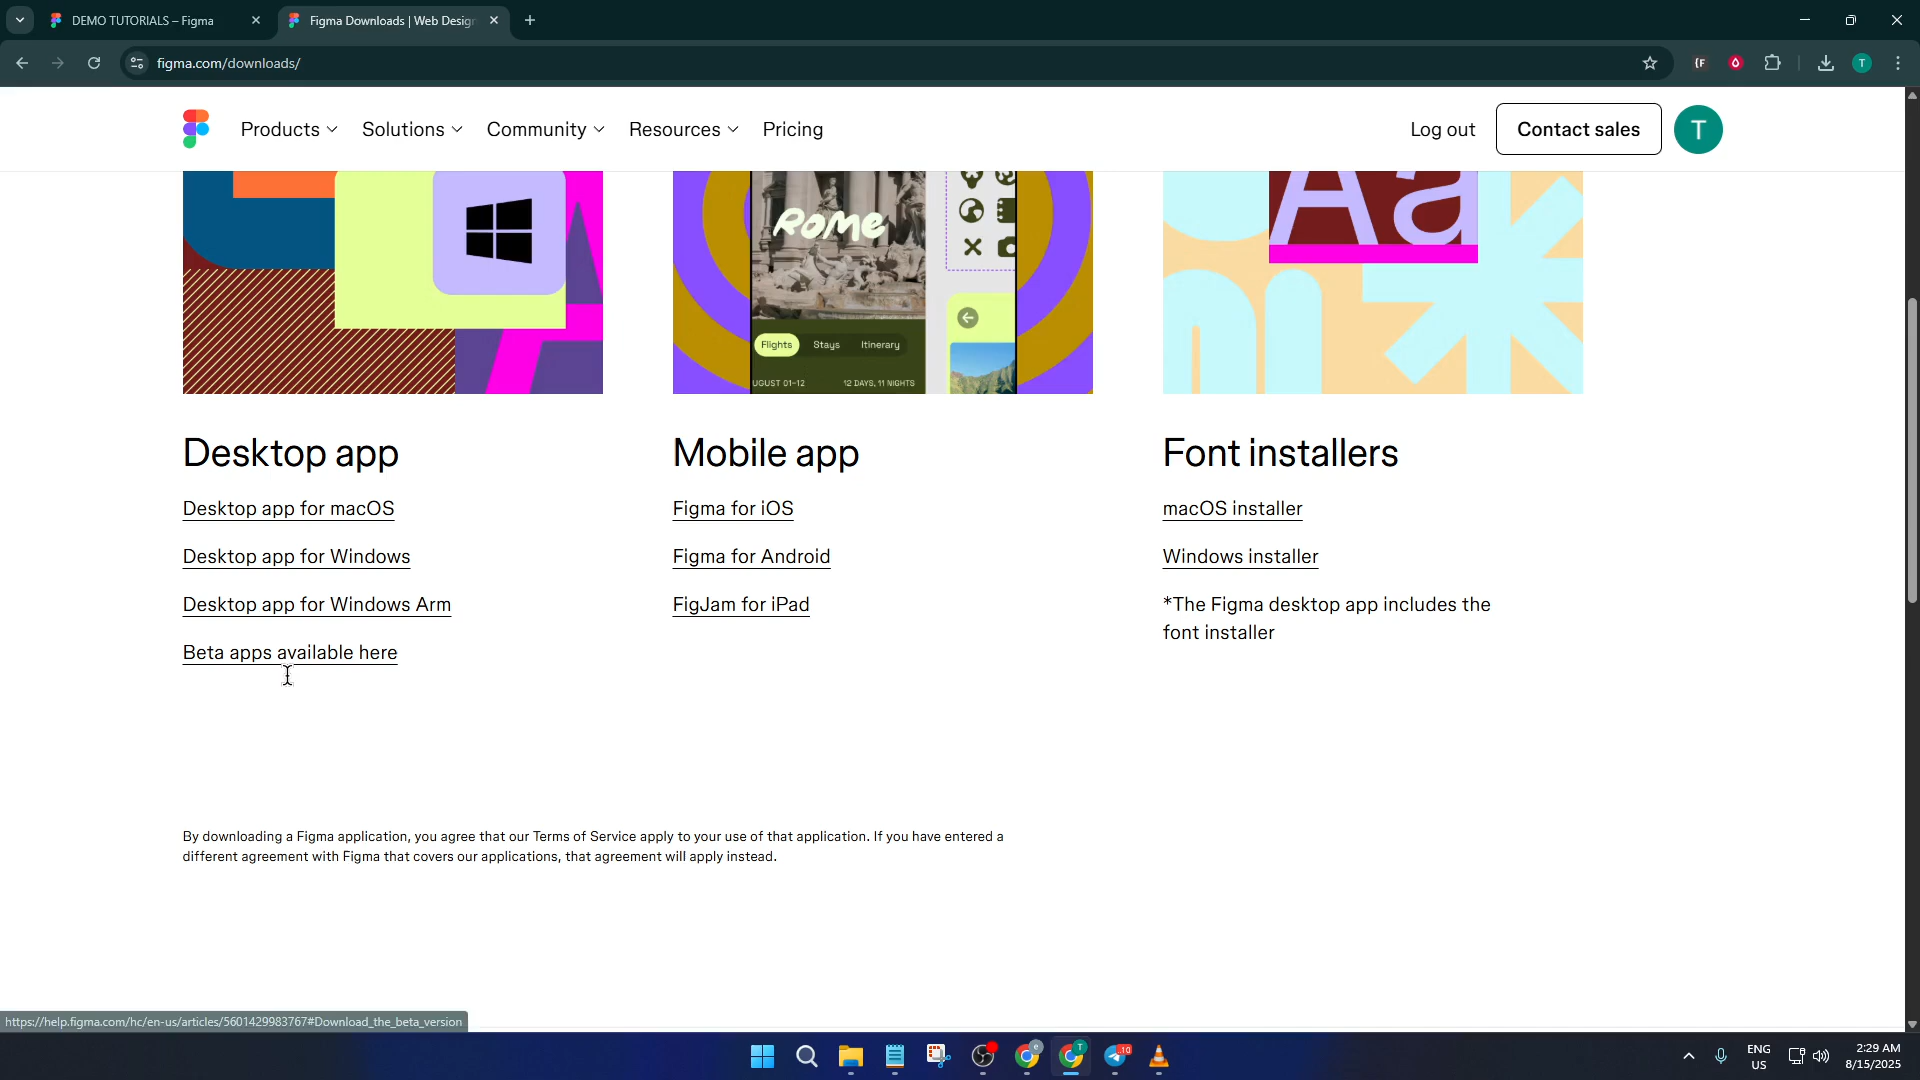 DEMO TUTORIALS – Figma
Figma Downloads | Web Design
figma.com/downloads/
T
Products
Solutions
Community
Resources
Pricing
Log out
Contact sales
T
ROME
Flights
Stays
Itinerary
UGUST 01–12
12 DAYS, 11 NIGHTS
Aa
Desktop app
Desktop app for macOS
Desktop app for Windows
Desktop app for Windows Arm
Beta apps available here
Mobile app
Figma for iOS
Figma for Android
FigJam for iPad
Font installers
macOS installer
Windows installer
*The Figma desktop app includes the
font installer
By downloading a Figma application, you agree that our Terms of Service apply to your use of that application. If you have entered a
different agreement with Figma that covers our applications, that agreement will apply instead.
https://help.figma.com/hc/en-us/articles/5601429983767#Download_the_beta_version
e
T
10
ENG
US
2:29 AM
8/15/2025